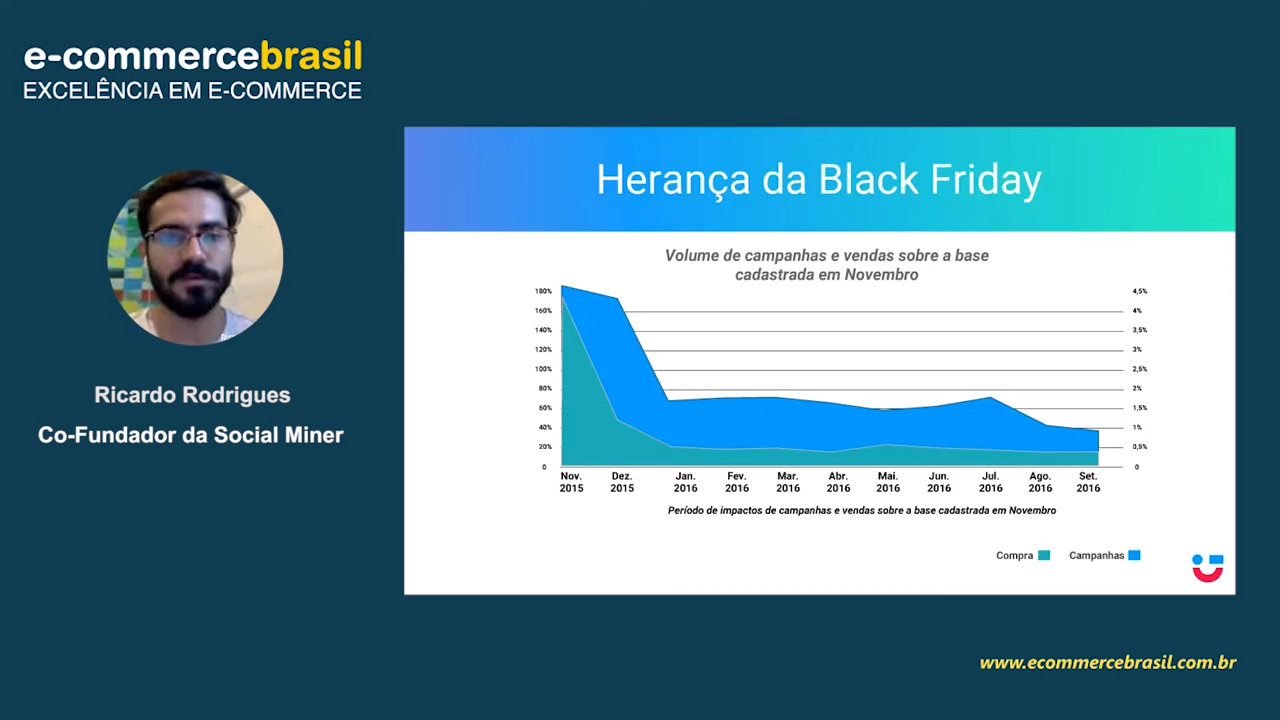 e-commercebrasil
EXCELÊNCIA EM E-COMMERCE
Ricardo Rodrigues
Co-Fundador da Social Miner
Herança da Black Friday
Volume de campanhas e vendas sobre a base
cadastrada em Novembro
180% 4,5%
160% 4%
140% 3,5%
120% 3%
100% 2,5%
80% 2%
60% 1,5%
40% 1%
20% 0,5%
0 0
Nov. Dez. Jan. Fev. Mar. Abr. Mai. Jun. Jul. Ago. Set.
2015 2015 2016 2016 2016 2016 2016 2016 2016 2016 2016
Período de impactos de campanhas e vendas sobre a base cadastrada em Novembro
Compra Campanhas
www.ecommercebrasil.com.br